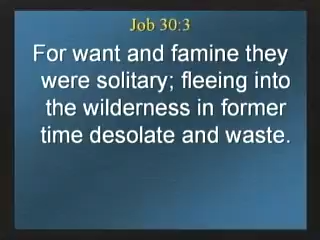 Job 30:3
For want and famine they
were solitary; fleeing into
the wilderness in former
time desolate and waste.